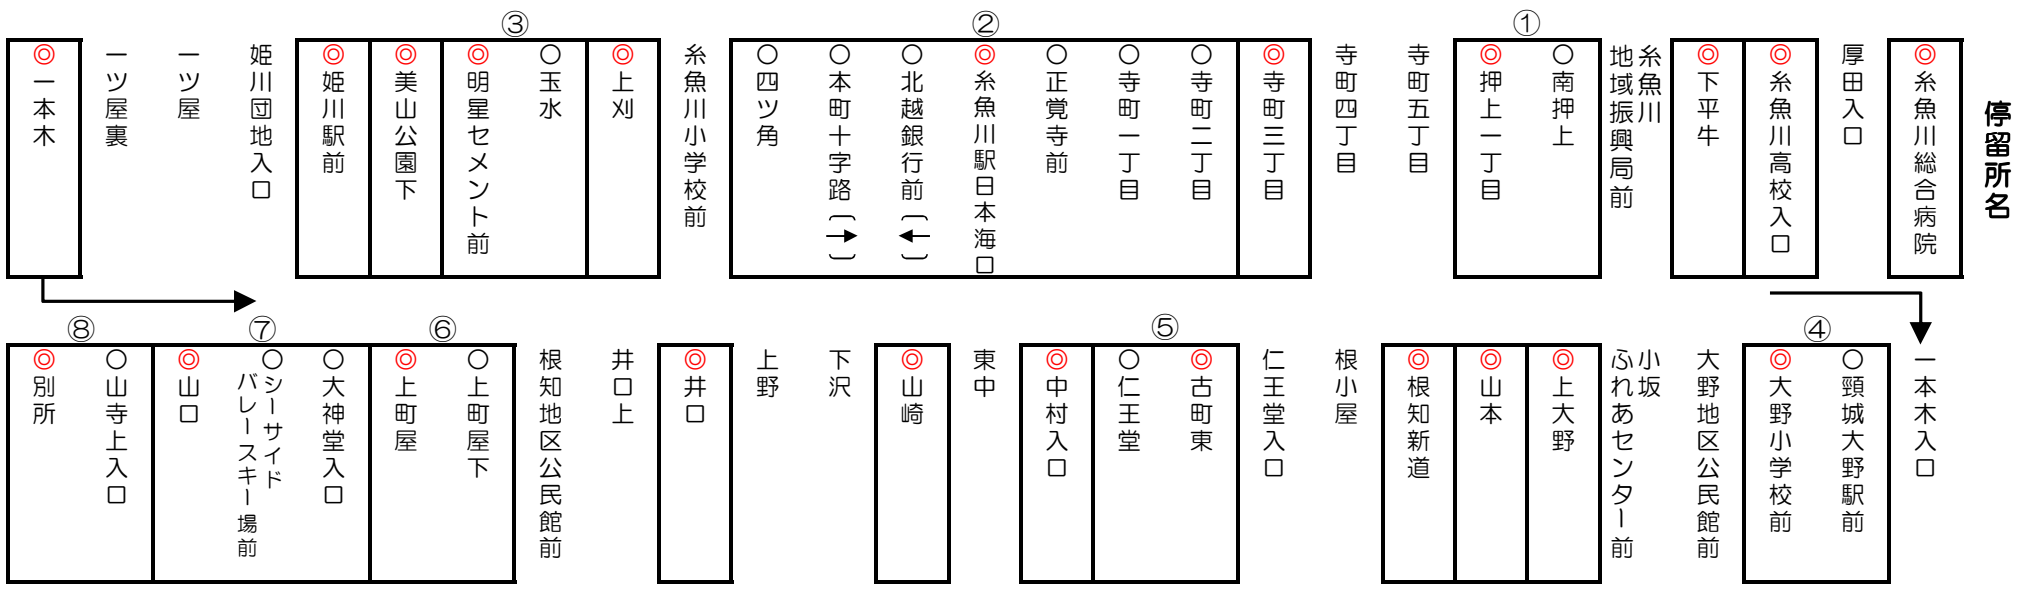 停留所名
◎糸魚川総合病院
厚田入口
◎糸魚川高校入口
◎下平牛
糸魚川
地域振興局前
①
○南押上
◎押上一丁目
寺町五丁目
寺町四丁目
②
◎寺町三丁目
○寺町二丁目
○寺町一丁目
○正覚寺前
◎糸魚川駅日本海口
○北越銀行前(←)
○本町十字路(→)
○四ツ角
糸魚川小学校前
③
◎上刈
○玉水
◎明星セメント前
◎美山公園下
◎姫川駅前
姫川団地入口
一ツ屋
一ツ屋裏
◎一本木
一本木入口
④
○頸城大野駅前
◎大野小学校前
大野地区公民館前
小坂
ふれあセンター前
◎上大野
◎山本
◎根知新道
根小屋
仁王堂入口
⑤
◎古町東
○仁王堂
◎中村入口
東中
◎山崎
下沢
上野
◎井口
井口上
根知地区公民館前
⑥
○上町屋下
◎上町屋
⑦
○大神堂入口
○シーサイド
バレースキー場前
◎山口
⑧
○山寺上入口
◎別所